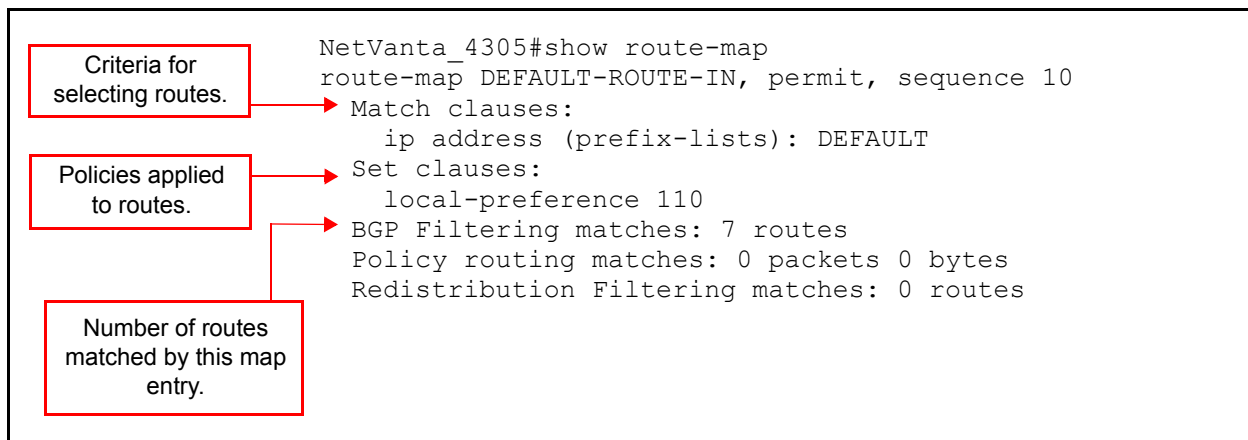 NetVanta_4305#show route-map
route-map DEFAULT-ROUTE-IN, permit, sequence 10
Match clauses:
ip address (prefix-lists): DEFAULT
Set clauses:
local-preference 110
BGP Filtering matches: 7 routes
Policy routing matches: 0 packets 0 bytes
Redistribution Filtering matches: 0 routes
Criteria for
selecting routes.
Policies applied
to routes.
Number of routes
matched by this map
entry.